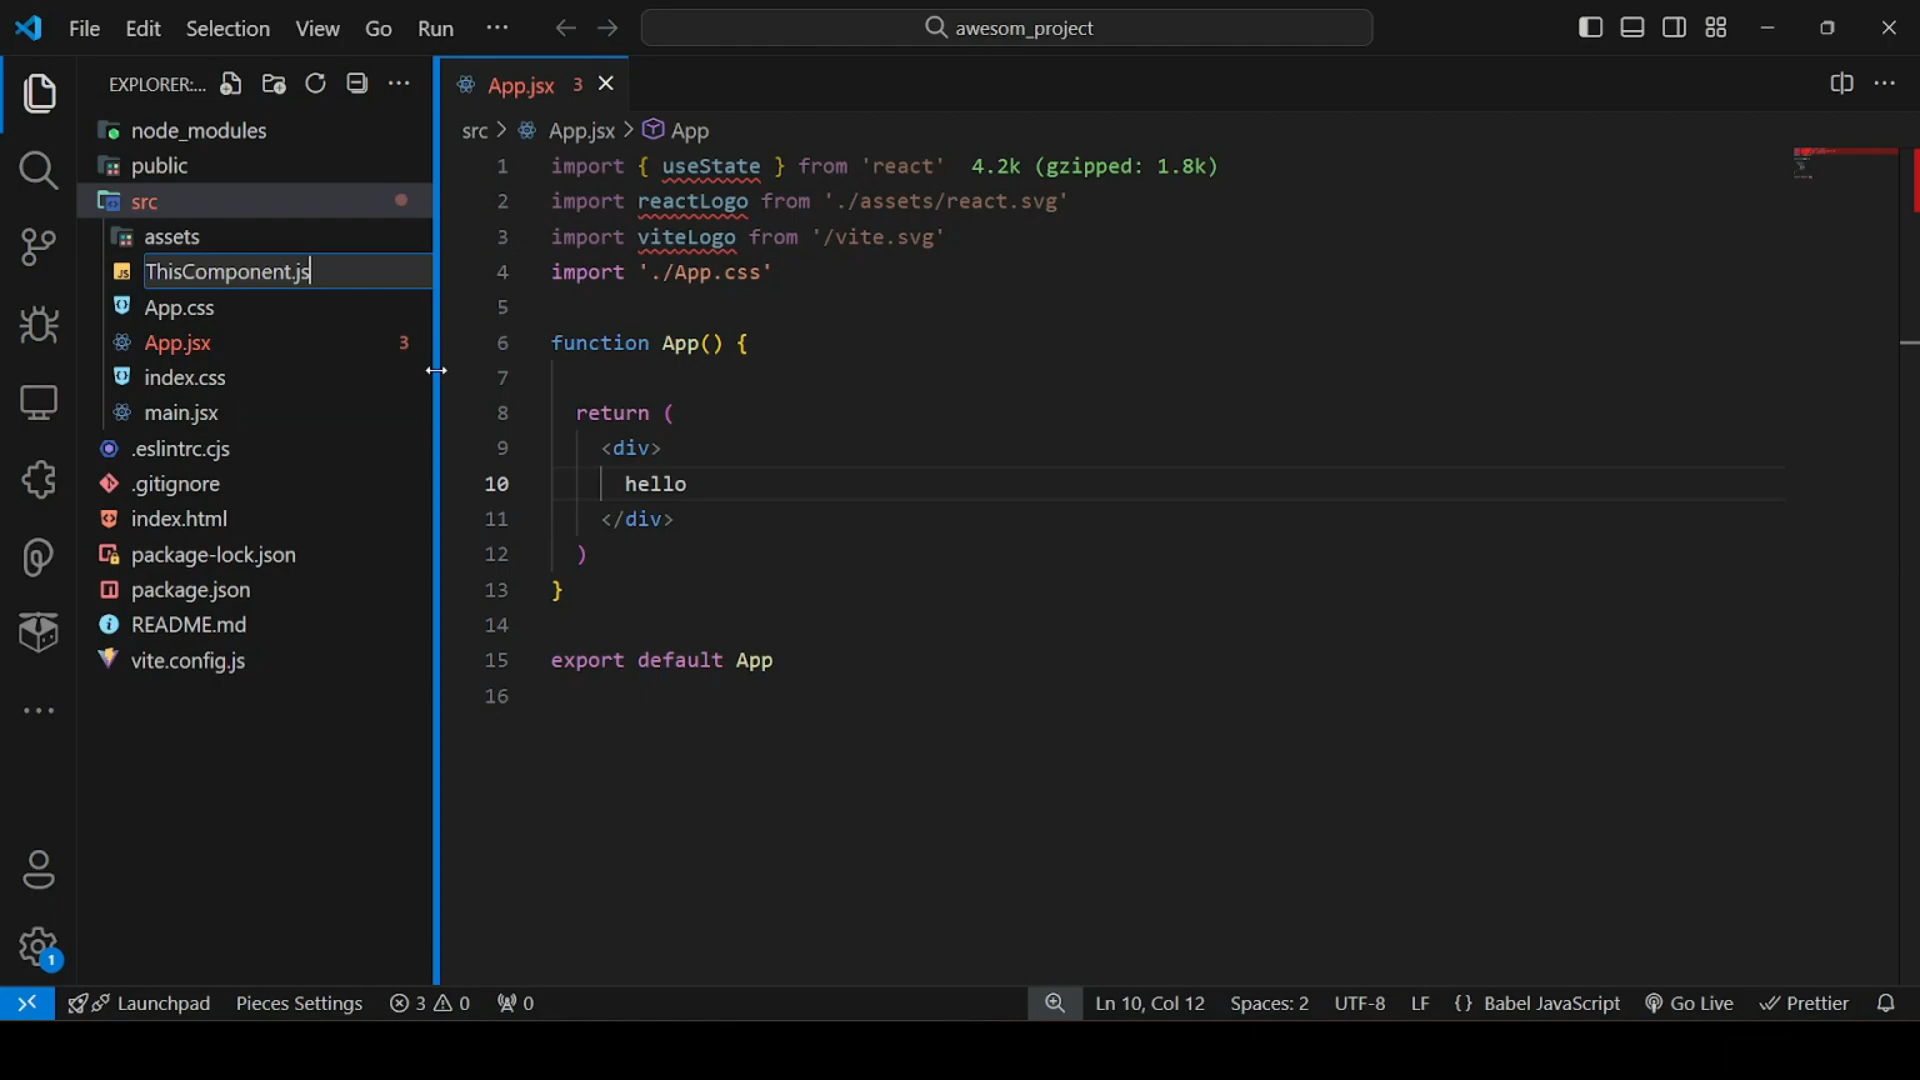 File Edit Selection View Go Run ··· awesom_project
EXPLORER:...
node_modules
public
src
assets
ThisComponent.js
App.css
App.jsx 3
index.css
main.jsx
.eslintrc.cjs
.gitignore
index.html
package-lock.json
package.json
README.md
vite.config.js
1
App.jsx 3
src > App.jsx > App
1 import { useState } from 'react' 4.2k (gzipped: 1.8k)
2 import reactLogo from './assets/react.svg'
3 import viteLogo from '/vite.svg'
4 import './App.css'
5
6 function App() {
7
8 return (
9 <div>
10 hello
11 </div>
12 )
13 }
14
15 export default App
16
Launchpad Pieces Settings 3 0 0 Ln 10, Col 12 Spaces: 2 UTF-8 LF {} Babel JavaScript Go Live Prettier